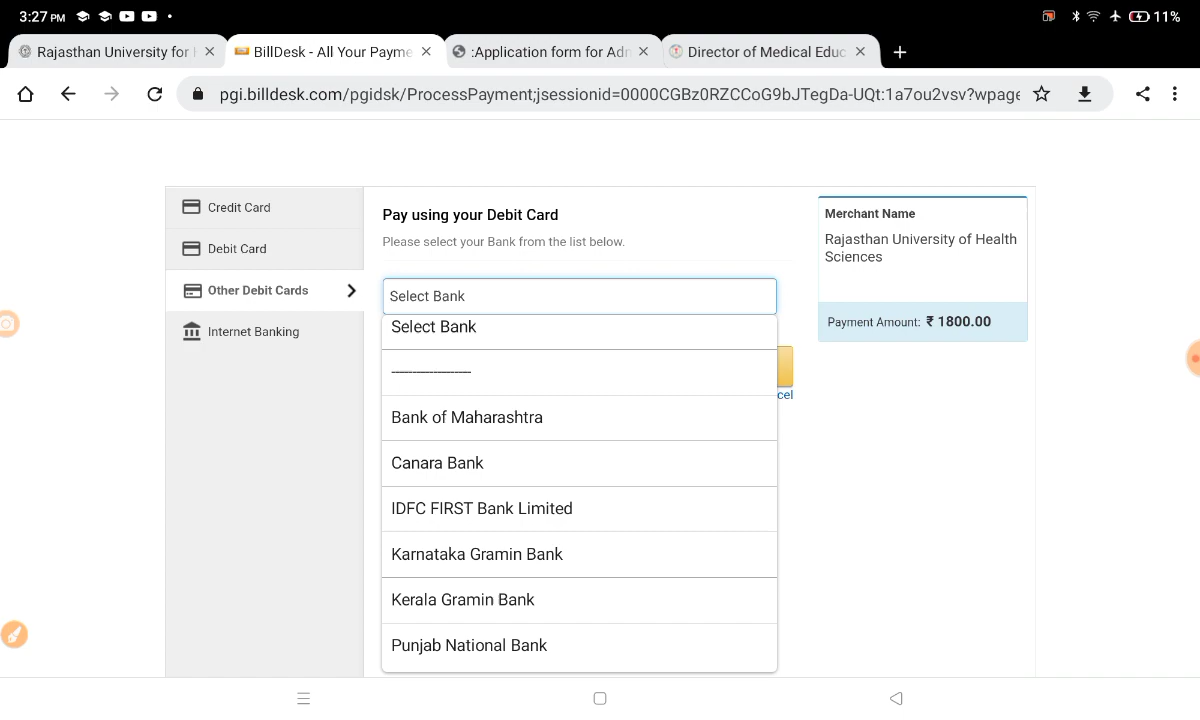 3:27 PM
11%
Rajasthan University for
BillDesk - All Your Payme
:Application form for Adn
Director of Medical Educ
pgi.billdesk.com/pgidsk/ProcessPayment;jsessionid=0000CGBz0RZCCoG9bJTegDa-UQt:1a7ou2vsv?wpage
Credit Card
Debit Card
Other Debit Cards
Internet Banking
Pay using your Debit Card
Please select your Bank from the list below.
Select Bank
Select Bank
--------------------
Bank of Maharashtra
Canara Bank
IDFC FIRST Bank Limited
Karnataka Gramin Bank
Kerala Gramin Bank
Punjab National Bank
cel
Merchant Name
Rajasthan University of Health
Sciences
Payment Amount: ₹ 1800.00